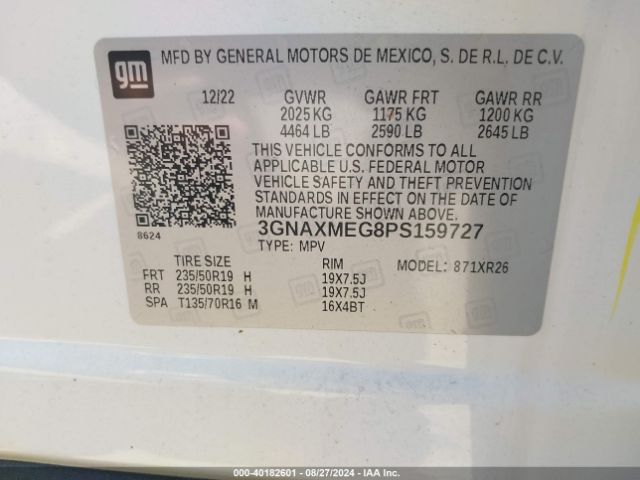 gm
MFD BY GENERAL MOTORS DE MEXICO, S. DE R.L. DE C.V.
12/22 GVWR GAWR FRT GAWR RR
2025 KG 1175 KG 1200 KG
4464 LB 2590 LB 2645 LB
THIS VEHICLE CONFORMS TO ALL
APPLICABLE U.S. FEDERAL MOTOR
VEHICLE SAFETY AND THEFT PREVENTION
STANDARDS IN EFFECT ON THE DATE OF
MANUFACTURE SHOWN ABOVE.
8624
3GNAXMEG8PS159727
TYPE: MPV
TIRE SIZE RIM MODEL: 871XR26
FRT 235/50R19 H 19X7.5J
RR 235/50R19 H 19X7.5J
SPA T135/70R16 M 16X4BT
000-40182601 - 08/27/2024 - IAA Inc.